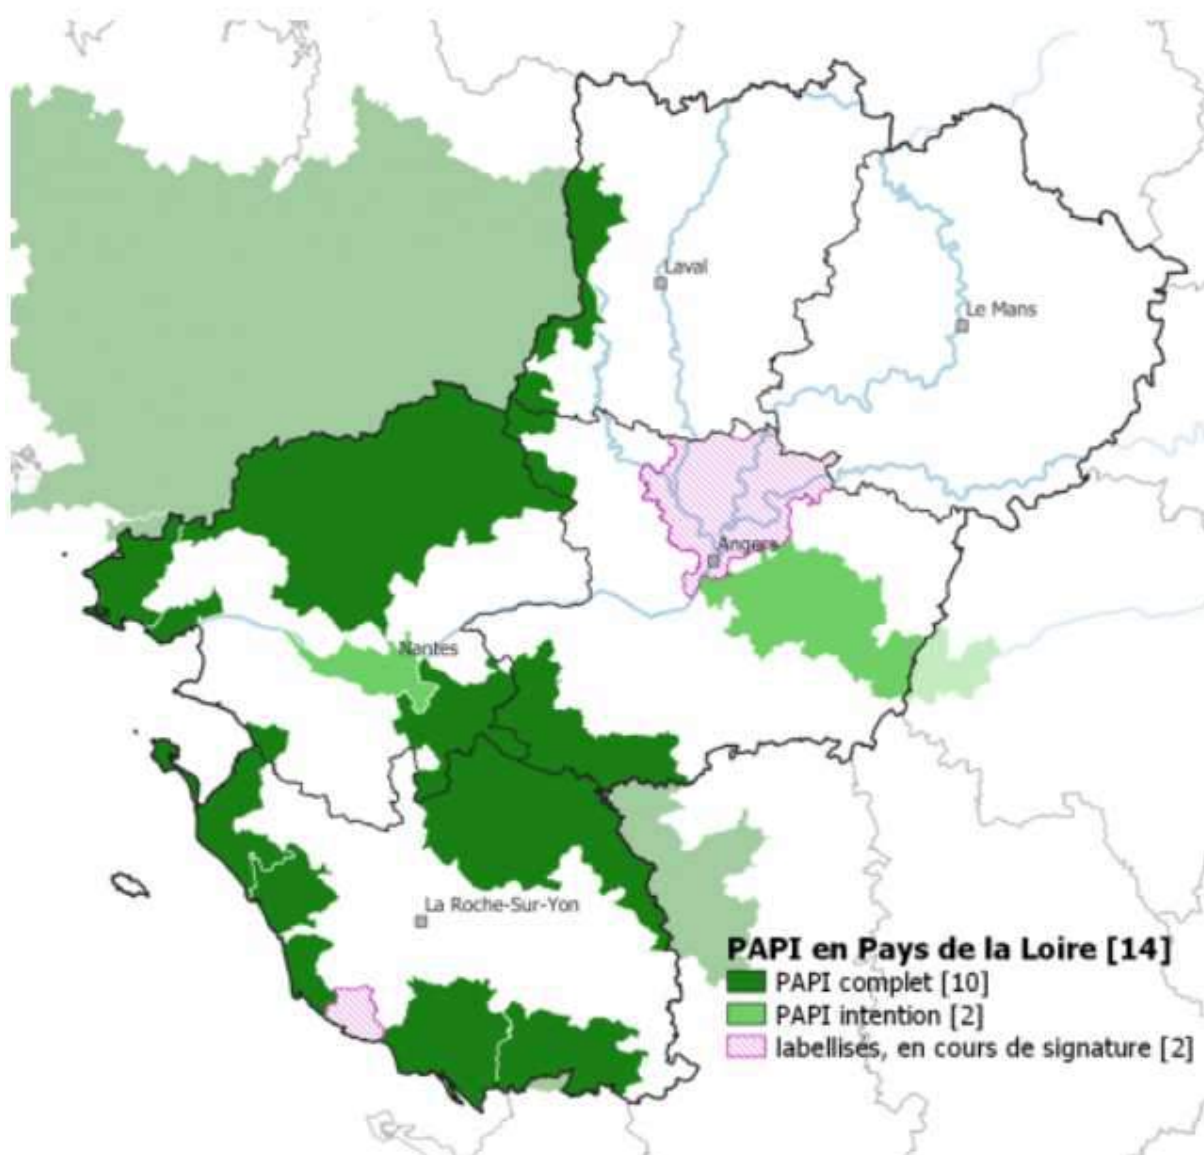 Laval
Le Mans
Angers
Nantes
La Roche-Sur-Yon
PAPI en Pays de la Loire [14]
PAPI complet [10]
PAPI intention [2]
labellisés, en cours de signature [2]